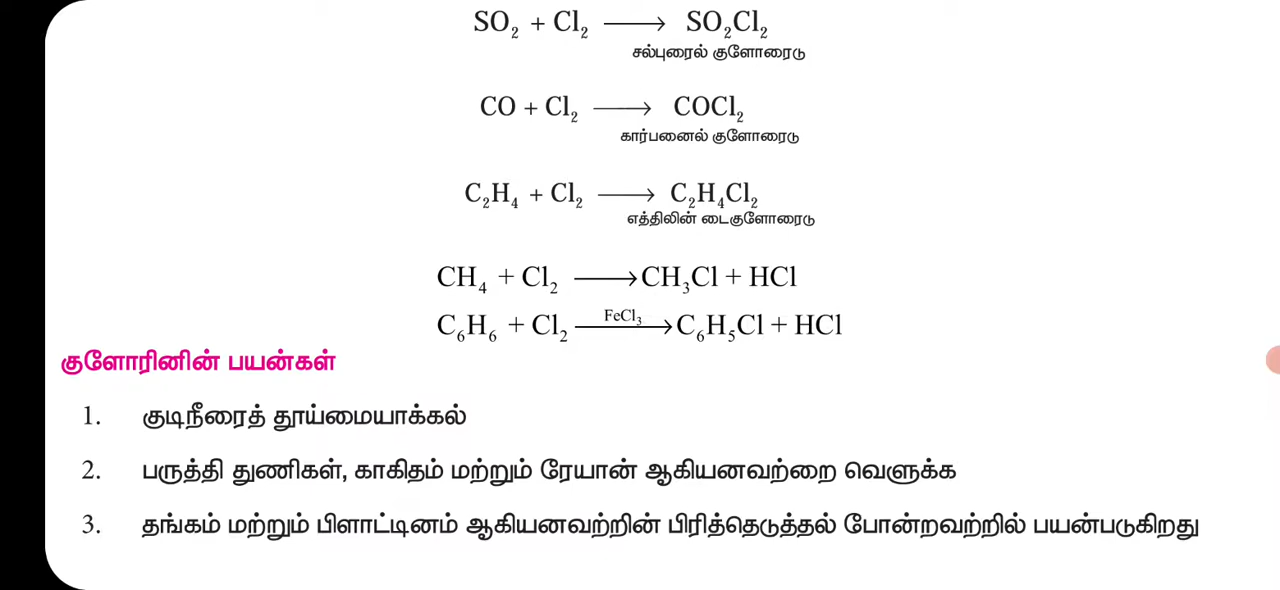 SO₂ + Cl₂ ⟶ SO₂Cl₂
சல்புரைல் குளோரைடு
CO + Cl₂ ⟶ COCl₂
கார்பனைல் குளோரைடு
C₂H₄ + Cl₂ ⟶ C₂H₄Cl₂
எத்திலின் டைகுளோரைடு
CH₄ + Cl₂ ⟶ CH₃Cl + HCl
FeCl₃
C₆H₆ + Cl₂ ⟶ C₆H₅Cl + HCl
குளோரினின் பயன்கள்
1. குடிநீரைத் தூய்மையாக்கல்
2. பருத்தி துணிகள், காகிதம் மற்றும் ரேயான் ஆகியனவற்றை வெளுக்க
3. தங்கம் மற்றும் பிளாட்டினம் ஆகியனவற்றின் பிரித்தெடுத்தல் போன்றவற்றில் பயன்படுகிறது